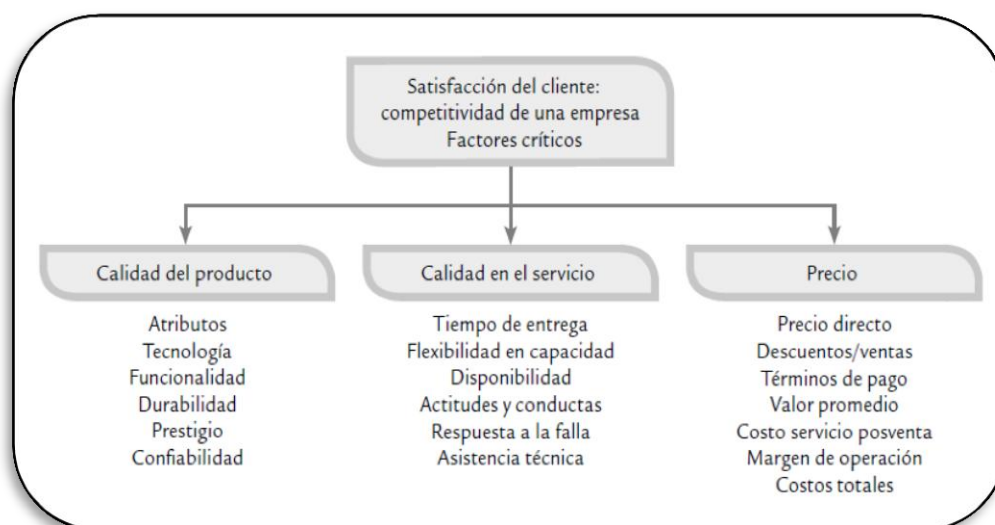 Satisfacción del cliente:
competitividad de una empresa
Factores críticos
Calidad del producto
Atributos
Tecnología
Funcionalidad
Durabilidad
Prestigio
Confiabilidad
Calidad en el servicio
Tiempo de entrega
Flexibilidad en capacidad
Disponibilidad
Actitudes y conductas
Respuesta a la falla
Asistencia técnica
Precio
Precio directo
Descuentos/ventas
Términos de pago
Valor promedio
Costo servicio posventa
Margen de operación
Costos totales